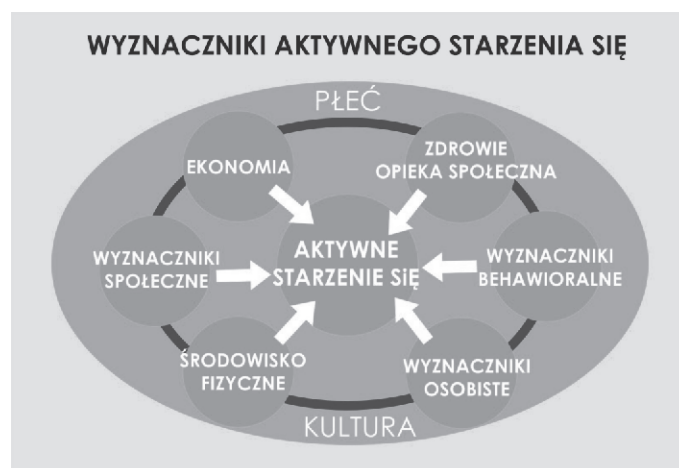 WYZNACZNIKI AKTYWNEGO STARZENIA SIĘ
PŁEĆ
EKONOMIA
ZDROWIE
OPIEKA SPOŁECZNA
WYZNACZNIKI
SPOŁECZNE
AKTYWNE
STARZENIE SiĘ
WYZNACZNIKI
BEHAWIORALNE
ŚRODOWISKO
FIZYCZNE
WYZNACZNIKI
OSOBISTE
KULTURA